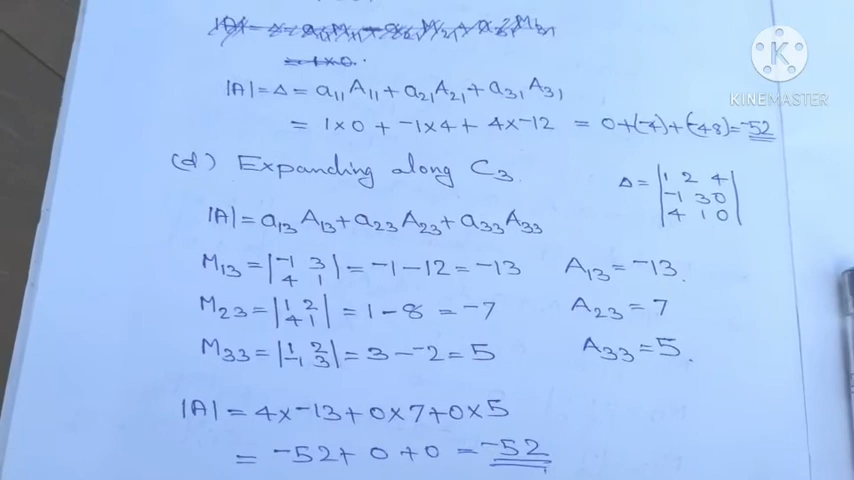 = 1×0.
K
KINEMASTER
|A| = Δ = a₁₁A₁₁ + a₂₁A₂₁ + a₃₁A₃₁
= 1×0 + -1×4 + 4×-12 = 0+(-4)+(-48)=-52
(d) Expanding along C₃.
Δ = |1 2 4|
|-1 3 0|
|4 1 0|
|A| = a₁₃A₁₃ + a₂₃A₂₃ + a₃₃A₃₃
M₁₃ = |-1 3| = -1-12 = -13 A₁₃ = -13.
|4 1|
M₂₃ = |1 2| = 1-8 = -7 A₂₃ = 7
|4 1|
M₃₃ = |1 2| = 3--2 = 5 A₃₃ = 5.
|-1 3|
|A| = 4×-13+0×7+0×5
= -52+0+0 = -52